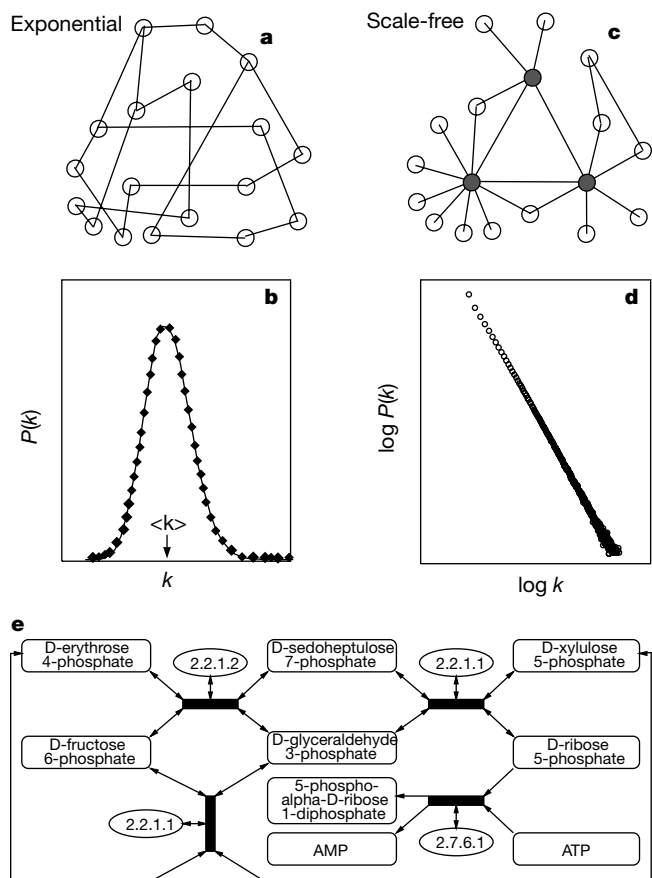 Exponential
a
Scale-free
c
b
P(k)
<k>
k
d
log P(k)
log k
e
D-erythrose
4-phosphate
2.2.1.2
D-sedoheptulose
7-phosphate
2.2.1.1
D-xylulose
5-phosphate
D-fructose
6-phosphate
D-glyceraldehyde
3-phosphate
D-ribose
5-phosphate
5-phospho-
alpha-D-ribose
1-diphosphate
2.2.1.1
AMP
2.7.6.1
ATP